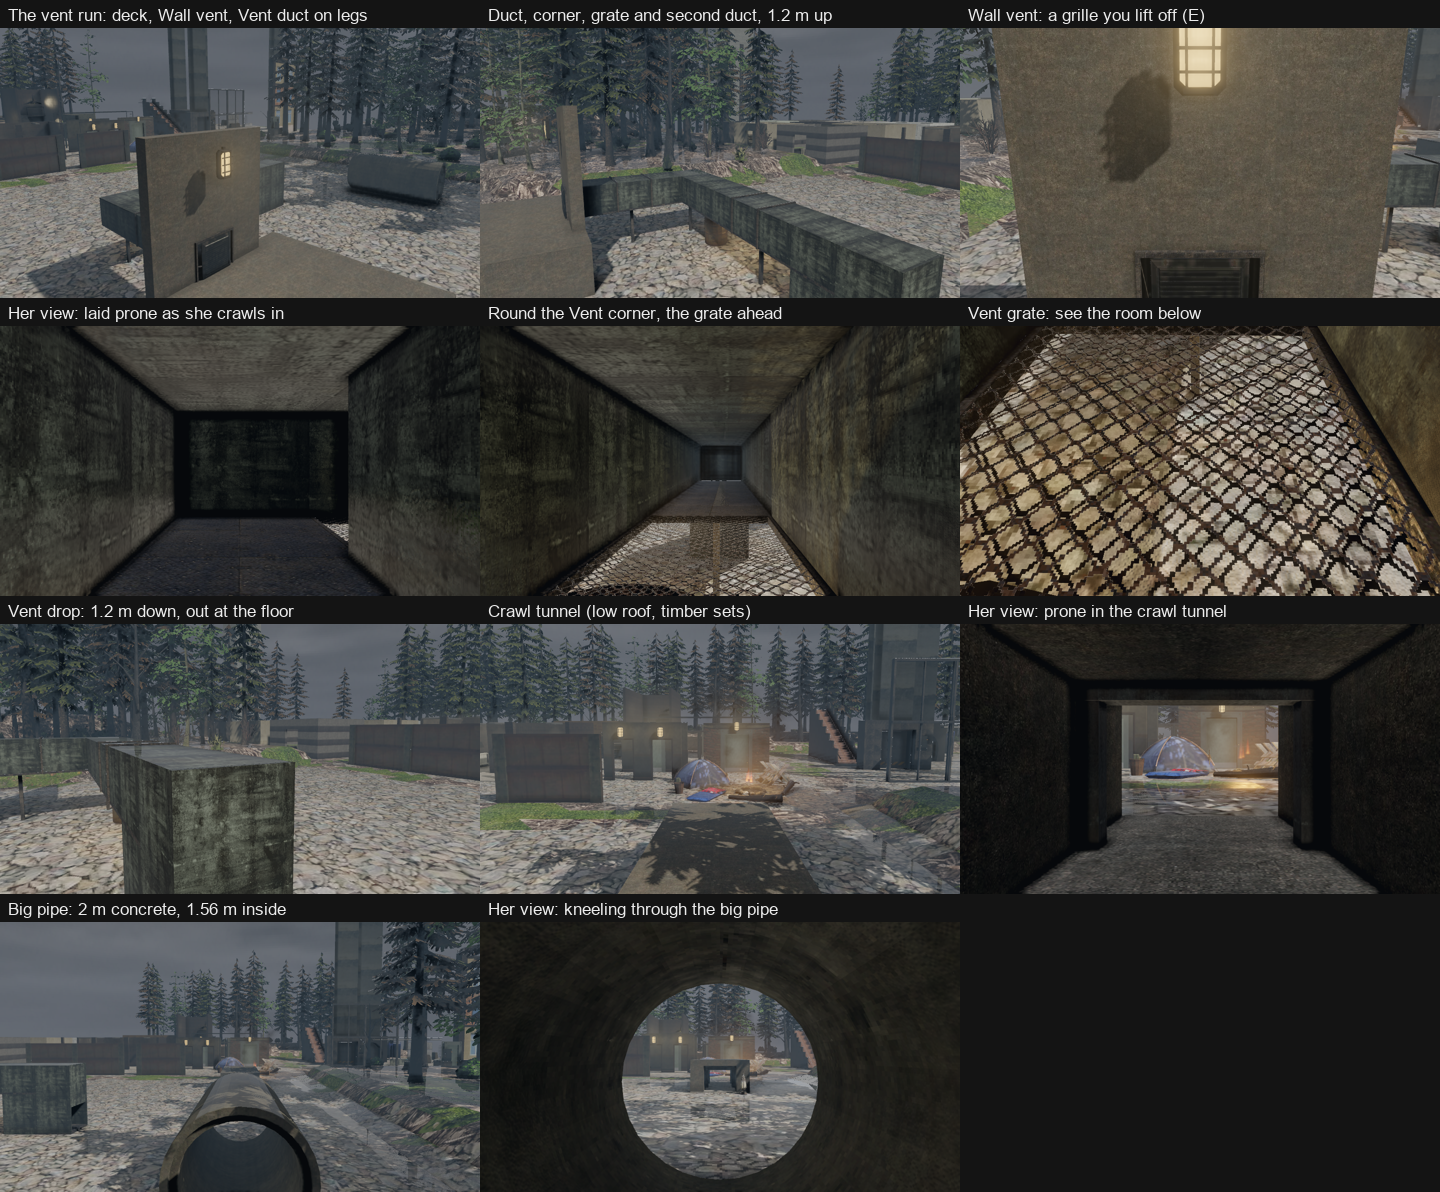 The vent run: deck, Wall vent, Vent duct on legs
Duct, corner, grate and second duct, 1.2 m up
Wall vent: a grille you lift off (E)
Her view: laid prone as she crawls in
Round the Vent corner, the grate ahead
Vent grate: see the room below
Vent drop: 1.2 m down, out at the floor
Crawl tunnel (low roof, timber sets)
Her view: prone in the crawl tunnel
Big pipe: 2 m concrete, 1.56 m inside
Her view: kneeling through the big pipe